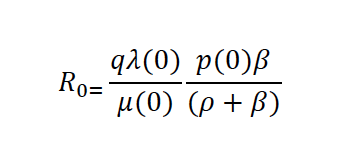 R₀₌ qλ(0)/μ(0) p(0)β/(ρ + β)